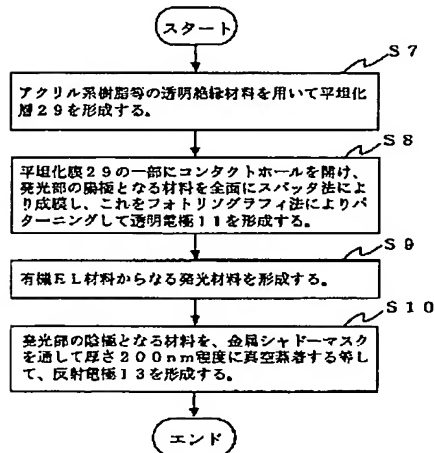 スタート
S7
アクリル系樹脂等の透明絶縁材料を用いて平坦化
層29を形成する。
S8
平坦化膜29の一部にコンタクトホールを開け、
発光部の陽極となる材料を全面にスパッタ法によ
り成膜し、これをフォトリソグラフィ法によりパ
ターニングして透明電極11を形成する。
S9
有機EL材料からなる発光材料を形成する。
S10
発光部の陰極となる材料を、金属シャドーマスク
を通して厚さ200nm程度に真空蒸着する等し
て、反射電極13を形成する。
エンド